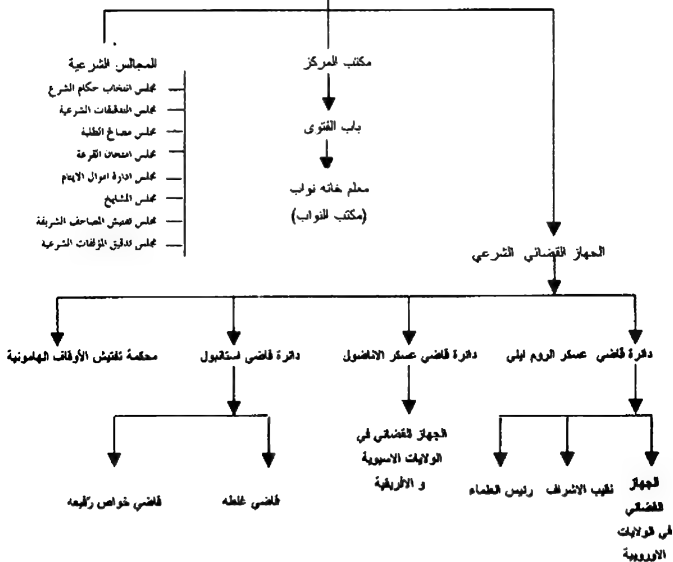 المجالس الشرعية
مجلس انتخاب حكام الشرع
مجلس التدقيقات الشرعية
مجلس مصالح الطلبة
مجلس امتحان القرعة
مجلس ادارة اموال الايتام
مجلس المشايخ
مجلس تفتيش المصاحف الشريفة
مجلس تدقيق المؤلفات الشرعية
مكتب المركز
باب الفتوى
معلم خانه نواب
(مكتب النواب)
الجهاز القضائي الشرعي
دائرة قاضي عسكر الروم ايلي
دائرة قاضي عسكر الاناضول
دائرة قاضي استانبول
محكمة تفتيش الأوقاف الهامونية
الجهاز
القضائي
في الولايات
الاوروبية
نقيب الاشراف
رئيس العلماء
الجهاز القضائي في
الولايات الاسيوية
و الافريقية
قاضي غلطه
قاضي خواص رفيعه